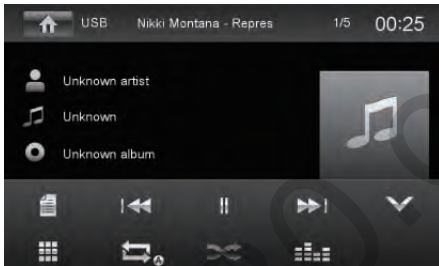 USB Nikki Montana - Repres 1/5 00:25
Unknown artist
Unknown
Unknown album